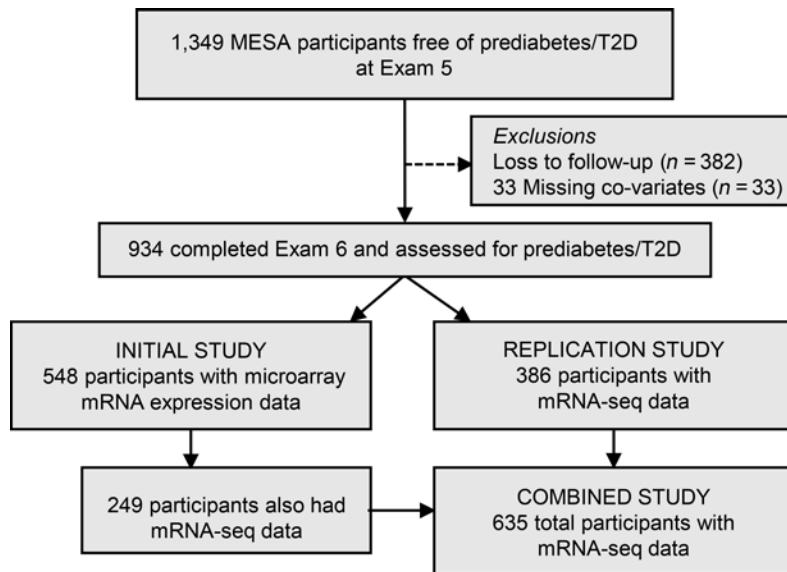 1,349 MESA participants free of prediabetes/T2D
at Exam 5
Exclusions
Loss to follow-up (n = 382)
33 Missing co-variates (n = 33)
934 completed Exam 6 and assessed for prediabetes/T2D
INITIAL STUDY
548 participants with microarray
mRNA expression data
REPLICATION STUDY
386 participants with
mRNA-seq data
249 participants also had
mRNA-seq data
COMBINED STUDY
635 total participants with
mRNA-seq data